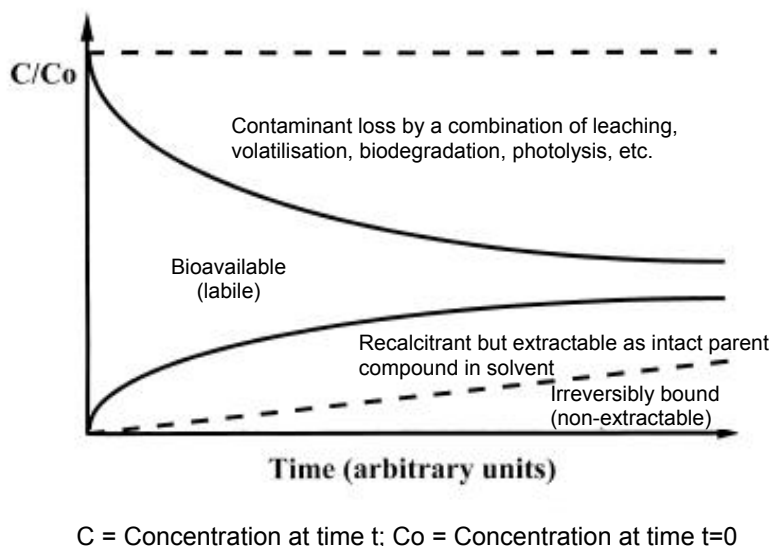 C/Co
Contaminant loss by a combination of leaching,
volatilisation, biodegradation, photolysis, etc.
Bioavailable
(labile)
Recalcitrant but extractable as intact parent
compound in solvent
Irreversibly bound
(non-extractable)
Time (arbitrary units)
C = Concentration at time t; Co = Concentration at time t=0